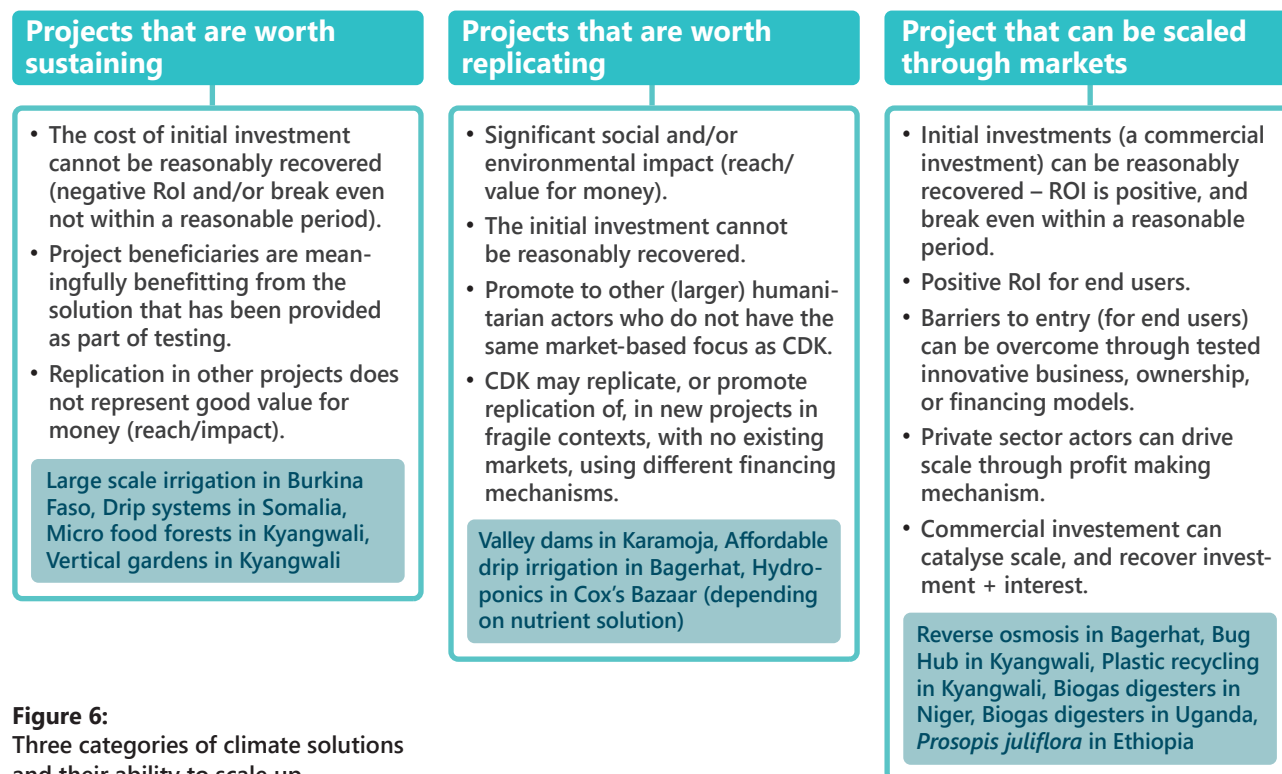 Projects that are worth
sustaining
• The cost of initial investment
cannot be reasonably recovered
(negative RoI and/or break even
not within a reasonable period).
• Project beneficiaries are mean-
ingfully benefitting from the
solution that has been provided
as part of testing.
• Replication in other projects does
not represent good value for
money (reach/impact).
Large scale irrigation in Burkina
Faso, Drip systems in Somalia,
Micro food forests in Kyangwali,
Vertical gardens in Kyangwali
Projects that are worth
replicating
• Significant social and/or
environmental impact (reach/
value for money).
• The initial investment cannot
be reasonably recovered.
• Promote to other (larger) humani-
tarian actors who do not have the
same market-based focus as CDK.
• CDK may replicate, or promote
replication of, in new projects in
fragile contexts, with no existing
markets, using different financing
mechanisms.
Valley dams in Karamoja, Affordable
drip irrigation in Bagerhat, Hydro-
ponics in Cox's Bazaar (depending
on nutrient solution)
Project that can be scaled
through markets
• Initial investments (a commercial
investment) can be reasonably
recovered – ROI is positive, and
break even within a reasonable
period.
• Positive RoI for end users.
• Barriers to entry (for end users)
can be overcome through tested
innovative business, ownership,
or financing models.
• Private sector actors can drive
scale through profit making
mechanism.
• Commercial investement can
catalyse scale, and recover invest-
ment + interest.
Reverse osmosis in Bagerhat, Bug
Hub in Kyangwali, Plastic recycling
in Kyangwali, Biogas digesters in
Niger, Biogas digesters in Uganda,
Prosopis juliflora in Ethiopia
Figure 6:
Three categories of climate solutions
and their ability to scale up